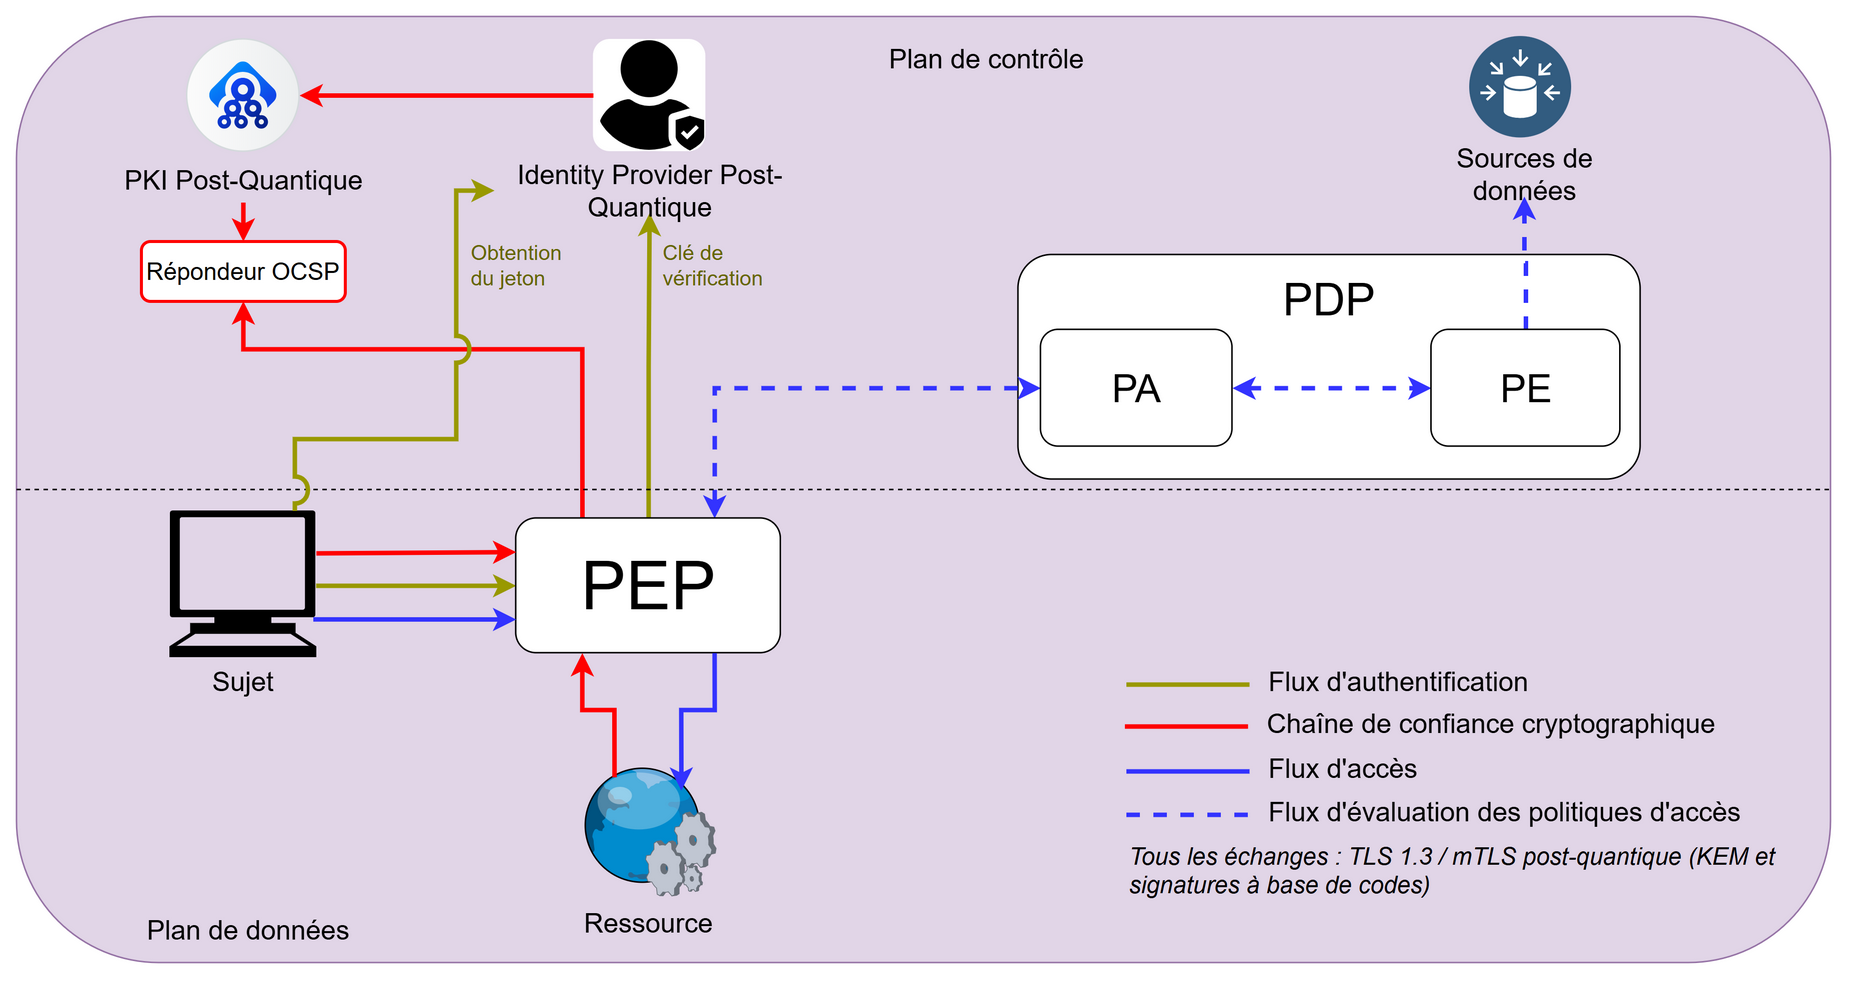 Plan de contrôle
PKI Post-Quantique
Identity Provider Post-
Quantique
Sources de
données
Répondeur OCSP
Obtention
du jeton
Clé de
vérification
PDP
PA
PE
PEP
Sujet
Ressource
Plan de données
Flux d'authentification
Chaîne de confiance cryptographique
Flux d'accès
Flux d'évaluation des politiques d'accès
Tous les échanges : TLS 1.3 / mTLS post-quantique (KEM et
signatures à base de codes)